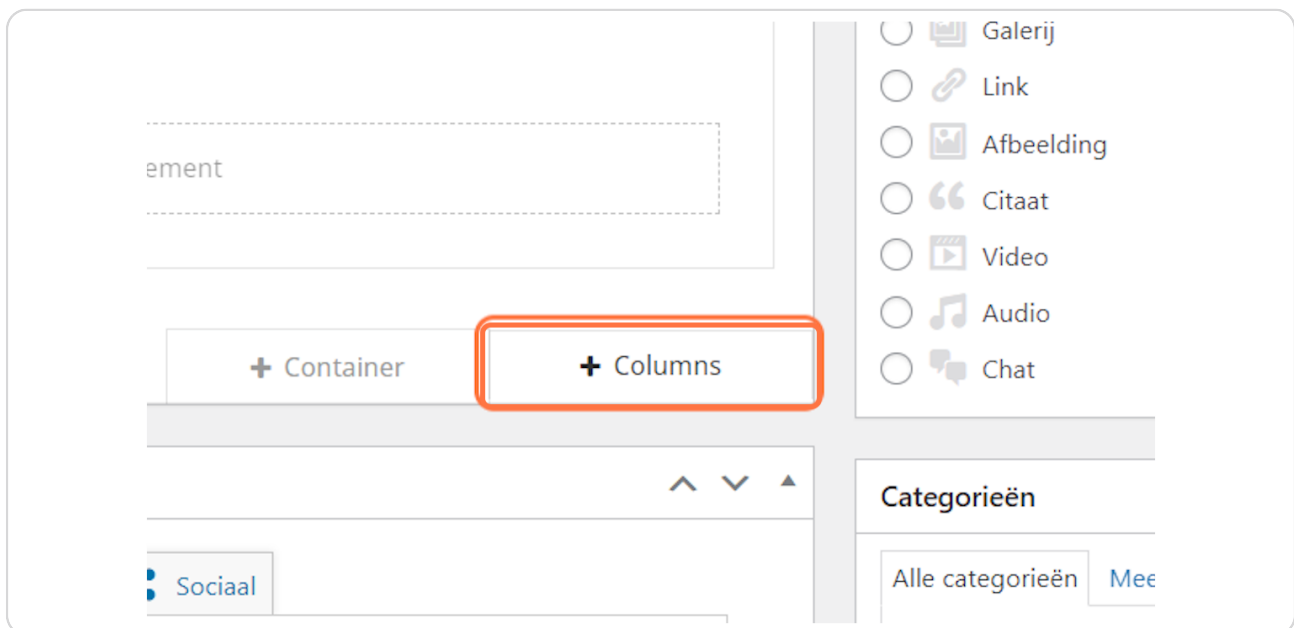 ement
+ Container
+ Columns
Sociaal
Galerij
Link
Afbeelding
Citaat
Video
Audio
Chat
Categorieën
Alle categorieën
Mee